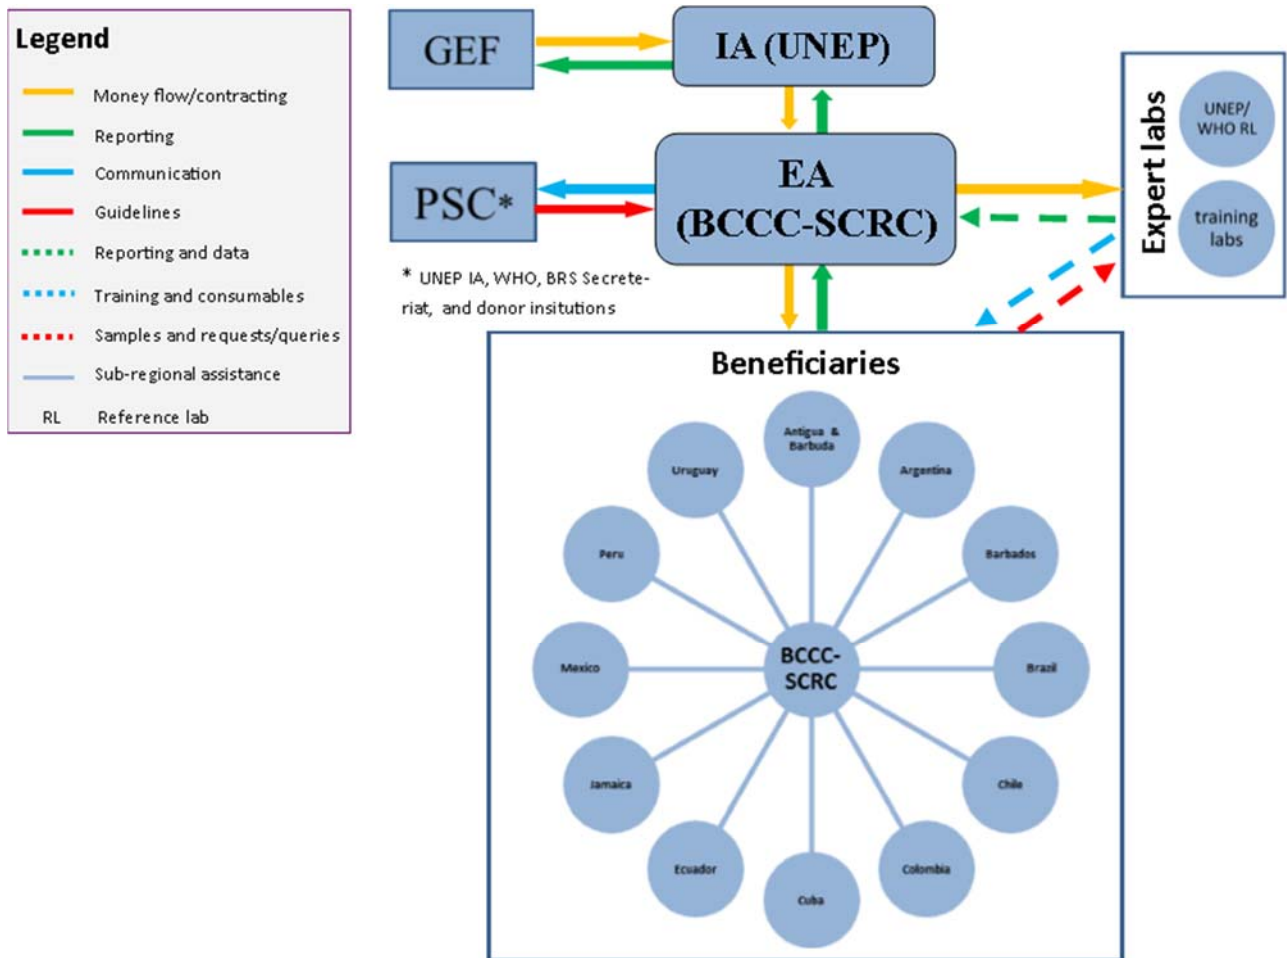 Legend
Money flow/contracting
Reporting
Communication
Guidelines
Reporting and data
Training and consumables
Samples and requests/queries
Sub-regional assistance
RL Reference lab
GEF
IA (UNEP)
PSC*
EA
(BCCC-SCRC)
* UNEP IA, WHO, BRS Secrete-
riat, and donor insitutions
Expert labs
UNEP/
WHO RL
training
labs
Beneficiaries
Antigua &
Barbuda
Argentina
Barbados
Brazil
Chile
Colombia
Cuba
Ecuador
Jamaica
Mexico
Peru
Uruguay
BCCC-
SCRC